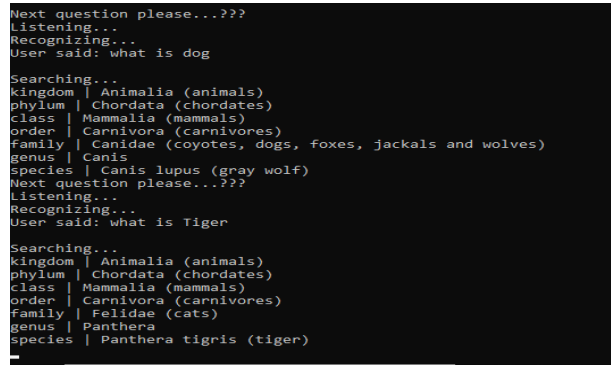 Next question please...???
Listening...
Recognizing...
User said: what is dog
Searching...
kingdom | Animalia (animals)
phylum | Chordata (chordates)
class | Mammalia (mammals)
order | Carnivora (carnivores)
family | Canidae (coyotes, dogs, foxes, jackals and wolves)
genus | Canis
species | Canis lupus (gray wolf)
Next question please...???
Listening...
Recognizing...
User said: what is Tiger
Searching...
kingdom | Animalia (animals)
phylum | Chordata (chordates)
class | Mammalia (mammals)
order | Carnivora (carnivores)
family | Felidae (cats)
genus | Panthera
species | Panthera tigris (tiger)